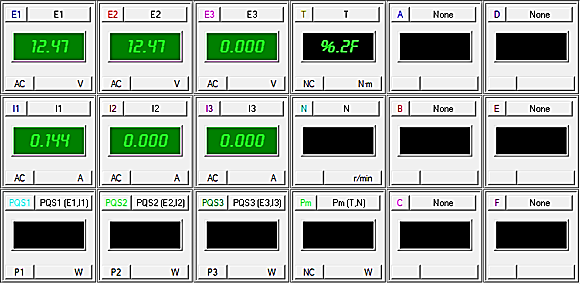 E1 E1 E2 E2 E3 E3 T T A None D None
12.47 12.47 0.000 %.2F
AC V AC V AC V NC N·m
I1 I1 I2 I2 I3 I3 N N B None E None
0.144 0.000 0.000
AC A AC A AC A r/min
PQS1 PQS1 (E1,I1) PQS2 PQS2 (E2,I2) PQS3 PQS3 (E3,I3) Pm Pm (T,N) C None F None
P1 W P2 W P3 W NC W